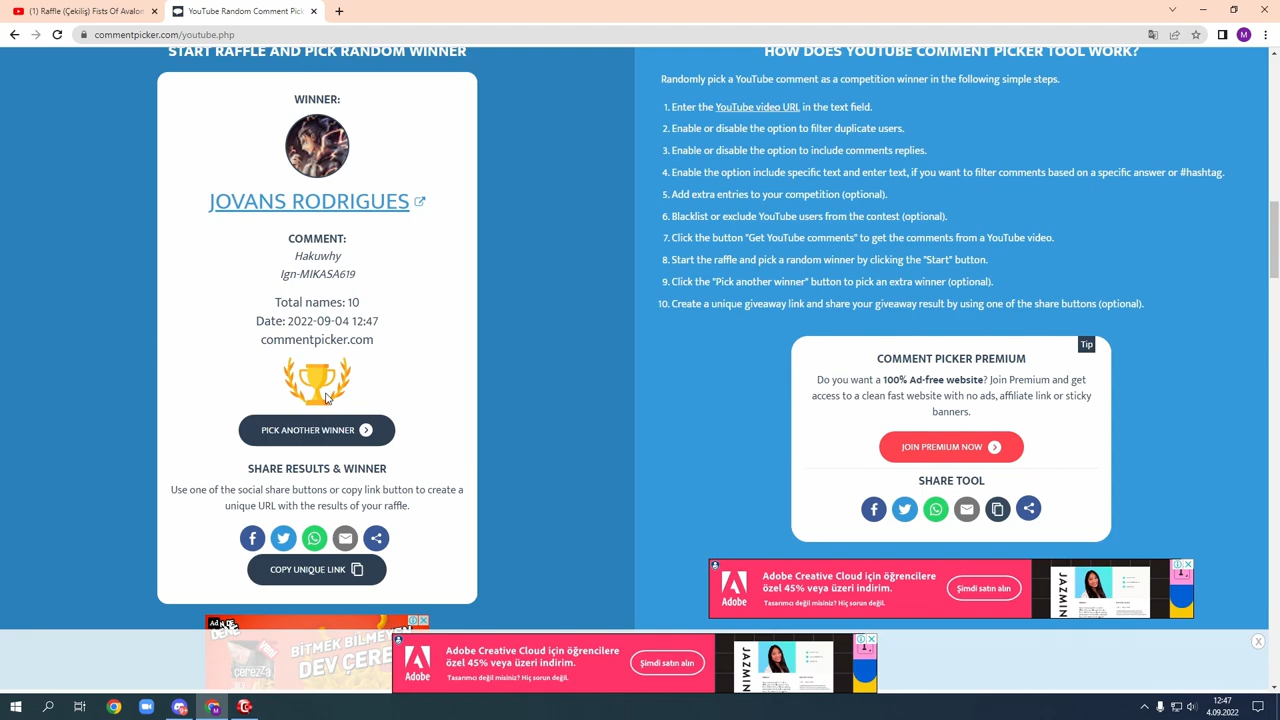 (1) Raffle (Çekiliş) Fists Of Avalon
YouTube Random Comment Picker
commentpicker.com/youtube.php
M
START RAFFLE AND PICK RANDOM WINNER
WINNER:
JOVANS RODRIGUES
COMMENT:
Hakuwhy
Ign-MIKASA619
Total names: 10
Date: 2022-09-04 12:47
commentpicker.com
PICK ANOTHER WINNER
SHARE RESULTS & WINNER
Use one of the social share buttons or copy link button to create a
unique URL with the results of your raffle.
COPY UNIQUE LINK
HOW DOES YOUTUBE COMMENT PICKER TOOL WORK?
Randomly pick a YouTube comment as a competition winner in the following simple steps.
1. Enter the YouTube video URL in the text field.
2. Enable or disable the option to filter duplicate users.
3. Enable or disable the option to include comments replies.
4. Enable the option include specific text and enter text, if you want to filter comments based on a specific answer or #hashtag.
5. Add extra entries to your competition (optional).
6. Blacklist or exclude YouTube users from the contest (optional).
7. Click the button "Get YouTube comments" to get the comments from a YouTube video.
8. Start the raffle and pick a random winner by clicking the "Start" button.
9. Click the "Pick another winner" button to pick an extra winner (optional).
10. Create a unique giveaway link and share your giveaway result by using one of the share buttons (optional).
Tip
COMMENT PICKER PREMIUM
Do you want a 100% Ad-free website? Join Premium and get
access to a clean fast website with no ads, affiliate link or sticky
banners.
JOIN PREMIUM NOW
SHARE TOOL
Adobe
Adobe Creative Cloud için öğrencilere
özel 45% veya üzeri indirim.
Tasarımcı değil misiniz? Hiç sorun değil.
Şimdi satın alın
JAZMIN
DENE
BITMEK BILMEYEN
DEV ÇERE
çerezza
Adobe
Adobe Creative Cloud için öğrencilere
özel 45% veya üzeri indirim.
Tasarımcı değil misiniz? Hiç sorun değil.
Şimdi satın alın
JAZMIN
X
12:47
4.09.2022